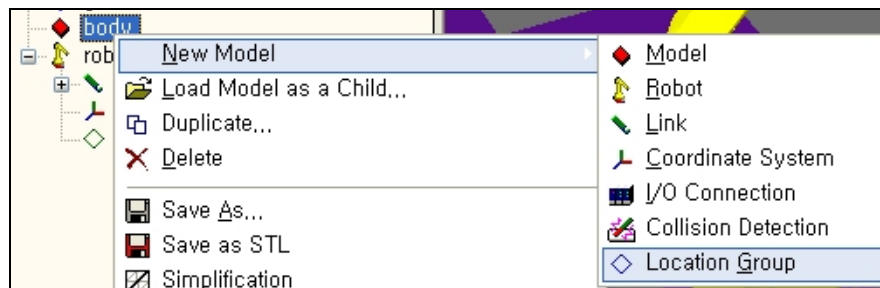 body
rob
New Model
Load Model as a Child...
Duplicate...
Delete
Save As...
Save as STL
Simplification
Model
Robot
Link
Coordinate System
I/O Connection
Collision Detection
Location Group